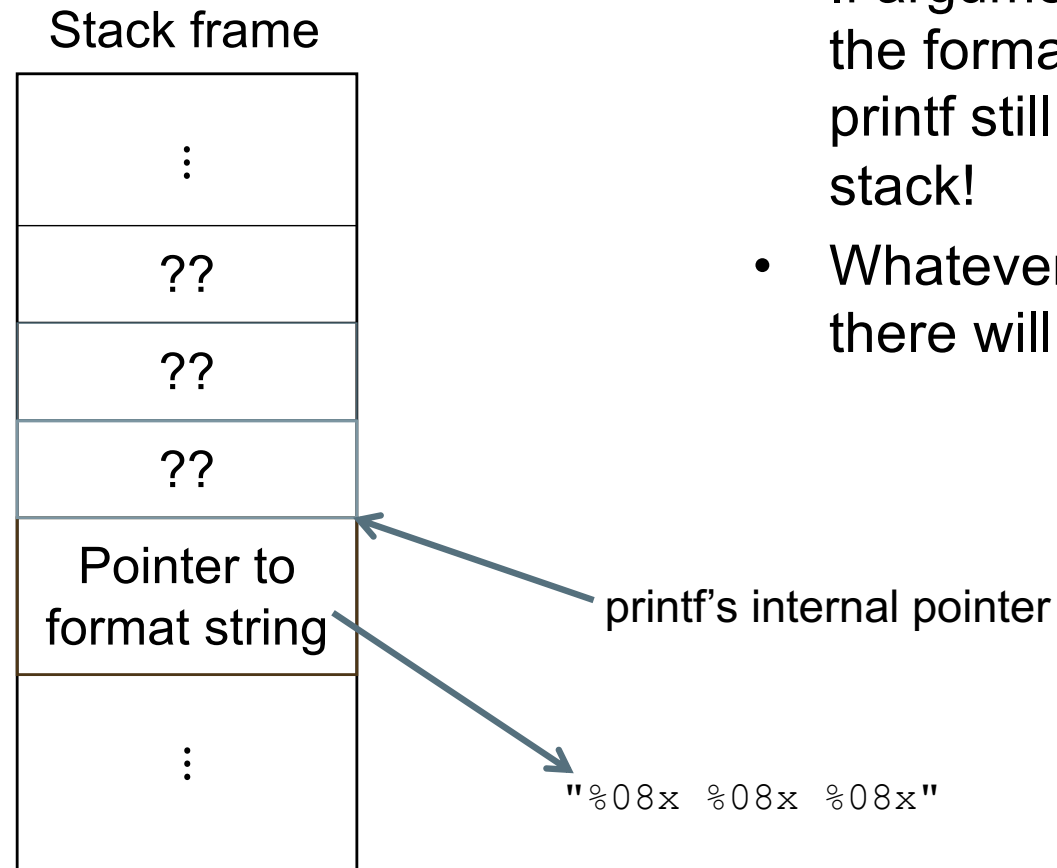 Stack frame
⋮
??
??
??
Pointer to
format string
⋮
the forma
printf still
stack!
• Whatever
there will
printf's internal pointer
"%08x %08x %08x"